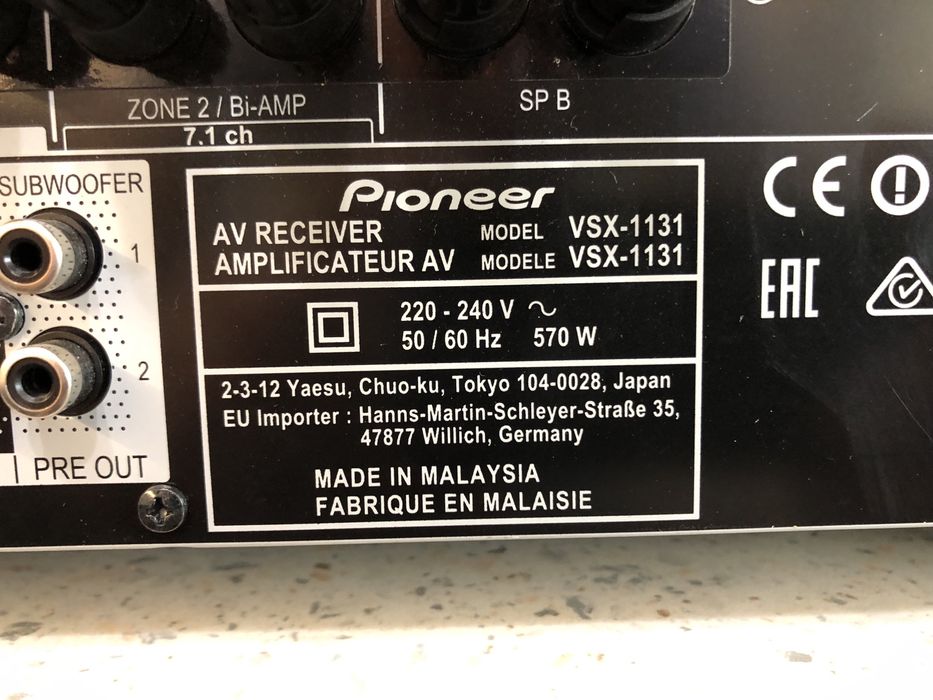 ZONE 2 / Bi-AMP
7.1 ch
SP B
SUBWOOFER
1
2
PRE OUT
Pioneer
AV RECEIVER MODEL VSX-1131
AMPLIFICATEUR AV MODELE VSX-1131
220 - 240 V ~
50 / 60 Hz 570 W
2-3-12 Yaesu, Chuo-ku, Tokyo 104-0028, Japan
EU Importer : Hanns-Martin-Schleyer-Straße 35,
47877 Willich, Germany
MADE IN MALAYSIA
FABRIQUE EN MALAISIE
CE
EAC